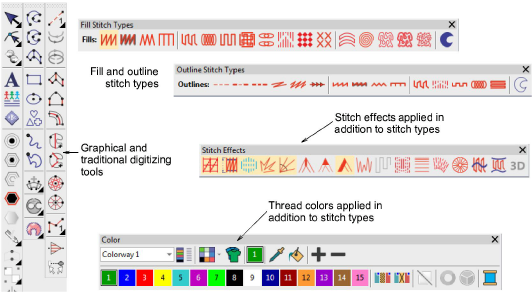 Fill Stitch Types
Fills:
Fill and outline
stitch types
Outline Stitch Types
Outlines:
Stitch effects applied in
addition to stitch types
Stitch Effects
3D
A
Graphical and
traditional digitizing
tools
Thread colors applied in
addition to stitch types
Color
Colorway 1
1
1 2 3 4 5 6 7 8 9 10 11 12 13 14 15